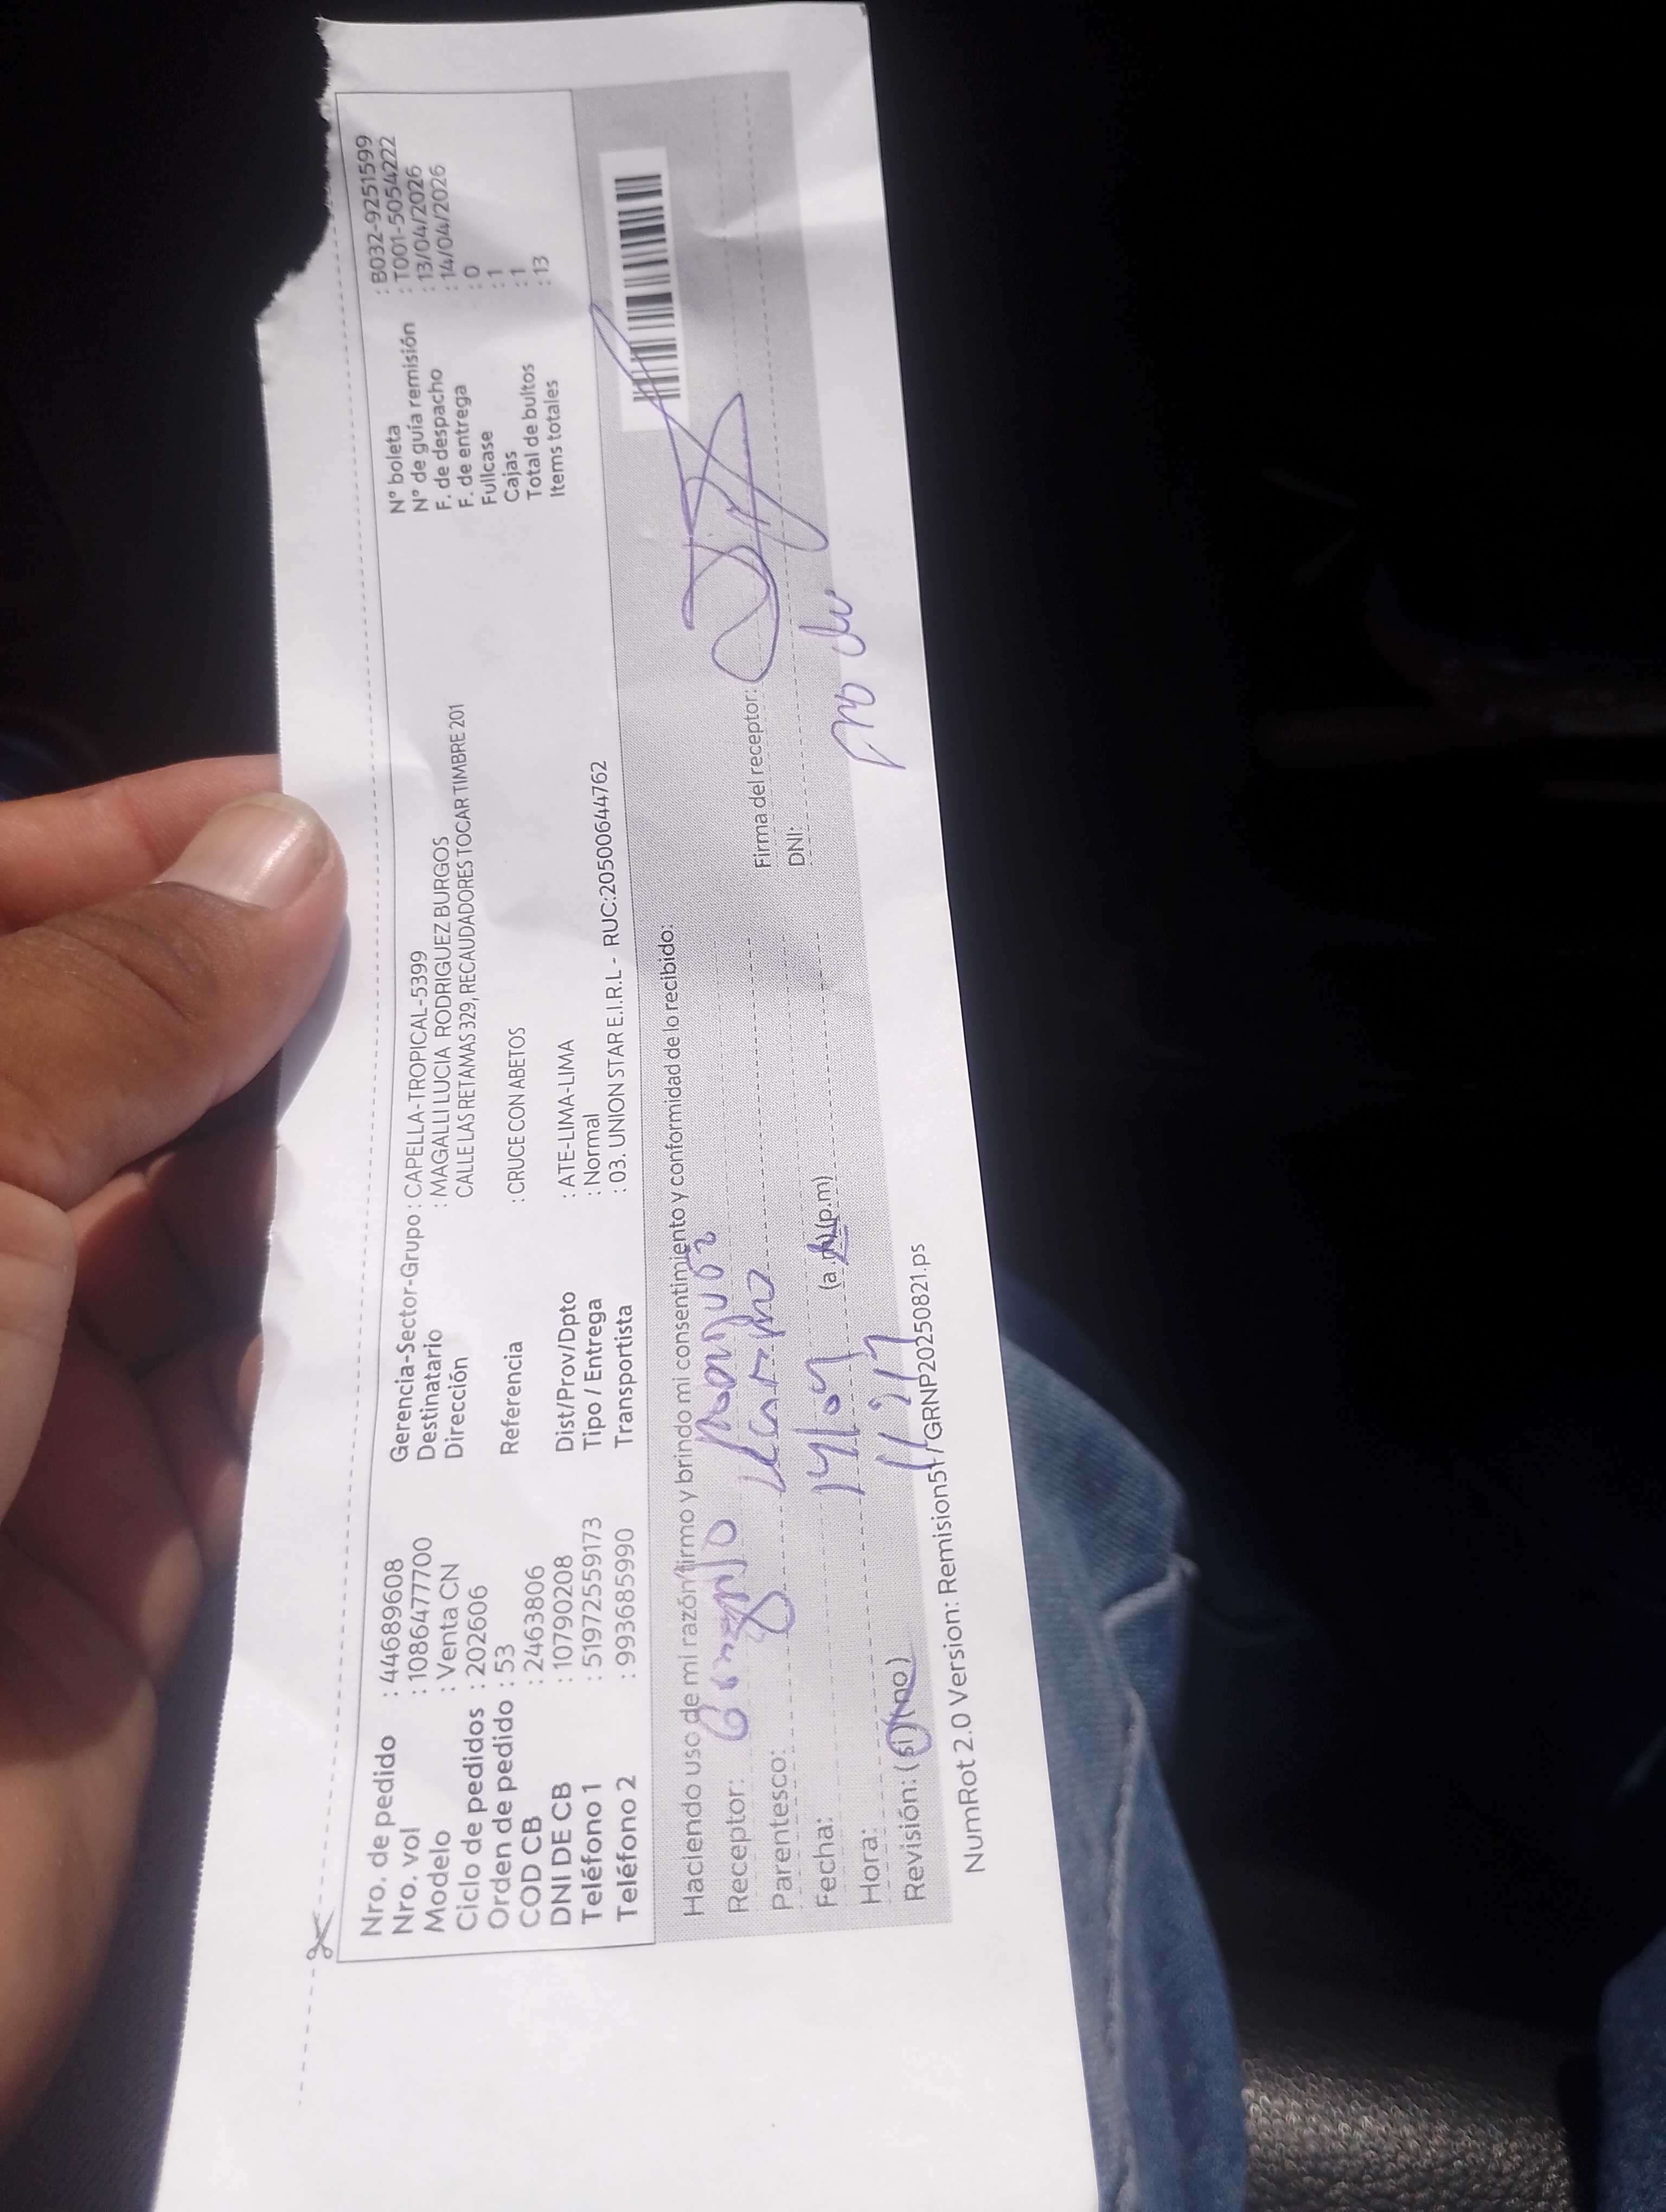 Nro. de pedido : 44689608
Nro. vol : 1086477700
Modelo : Venta CN
Ciclo de pedidos : 202606
Orden de pedido : 53
COD CB : 2463806
DNI DE CB : 10790208
Teléfono 1 : 51972559173
Teléfono 2 : 993685990
Gerencia-Sector-Grupo : CAPELLA-TROPICAL-5399
Destinatario : MAGALLI LUCIA RODRIGUEZ BURGOS
Dirección CALLE LAS RETAMAS 329, RECAUDADORES TOCAR TIMBRE 201
Referencia : CRUCE CON ABETOS
Dist/Prov/Dpto : ATE-LIMA-LIMA
Tipo / Entrega : Normal
Transportista : 03. UNION STAR E.I.R.L - RUC:20500644762
N° boleta : B032-9251599
N° de guía remisión : T001-5054222
F. de despacho : 13/04/2026
F. de entrega : 14/04/2026
Fullcase : 0
Cajas : 1
Total de bultos : 1
Items totales : 13
Haciendo uso de mi razón firmo y brindo mi consentimiento y conformidad de lo recibido:
Receptor:
Parentesco:
Fecha: 14/04
Hora: (a.m) (p.m)
Revisión: (si) (no)
Firma del receptor:
DNI: no du
NumRot 2.0 Version: Remision51/GRNP20250821.ps